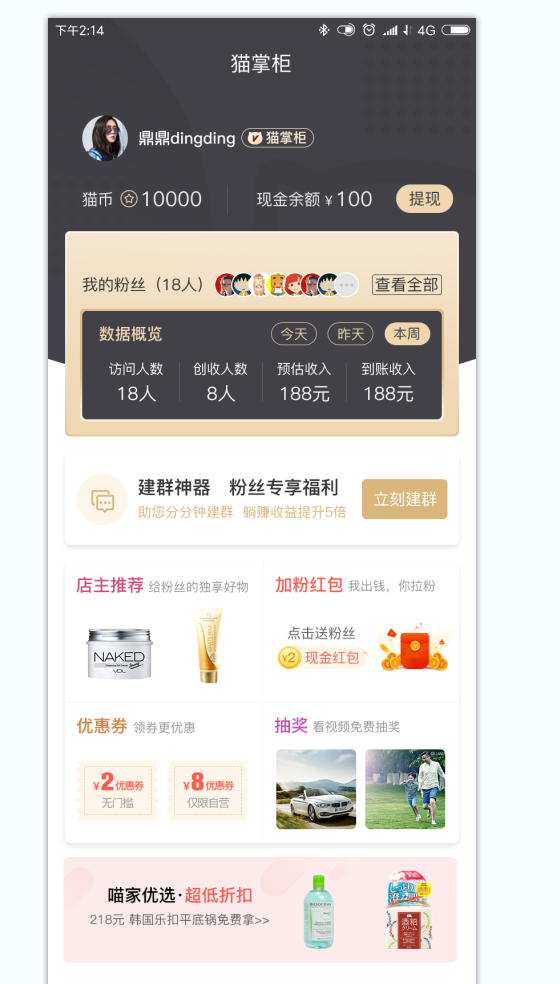 下午2:14 4G
猫掌柜
鼎鼎dingding 猫掌柜
猫币 10000 现金余额 ¥ 100 提现
我的粉丝（18人） 查看全部
数据概览 今天 昨天 本周
访问人数 创收人数 预估收入 到账收入
18人 8人 188元 188元
建群神器 粉丝专享福利
助您分分钟建群 躺赚收益提升5倍
立刻建群
店主推荐 给粉丝的独享好物
NAKED
VDL
加粉红包 我出钱，你拉粉
点击送粉丝
¥2 现金红包
优惠券 领券更优惠
¥2 优惠券 ¥8 优惠券
无门槛 仅限自营
抽奖 看视频免费抽奖
喵家优选·超低折扣
218元 韩国乐扣平底锅免费拿>>
BIODERMA
酒粕
クリーム